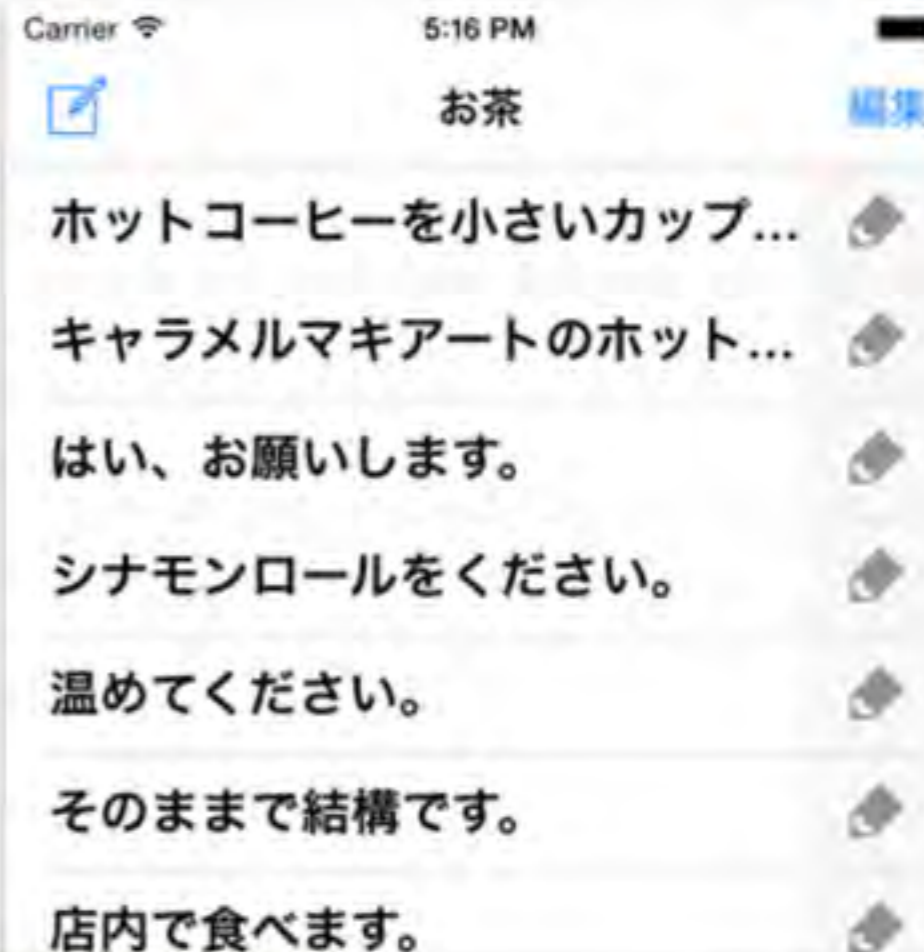 Carrier
5:16 PM
お茶
編集
ホットコーヒーを小さいカップ...
キャラメルマキアートのホット...
はい、お願いします。
シナモンロールをください。
温めてください。
そのままで結構です。
店内で食べます。